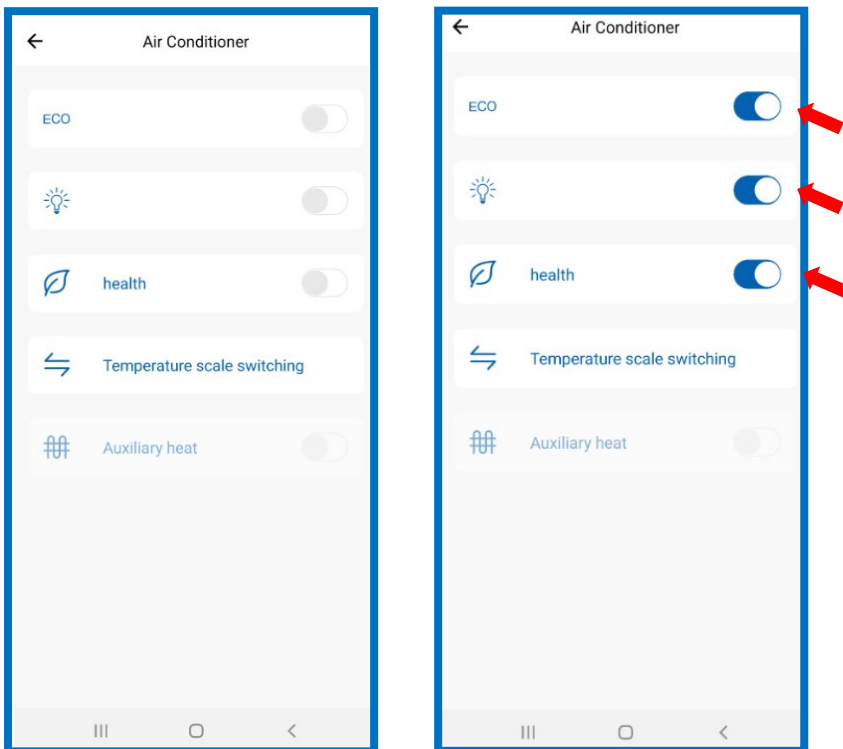 Air Conditioner
ECO
health
Temperature scale switching
Auxiliary heat
Air Conditioner
ECO
health
Temperature scale switching
Auxiliary heat